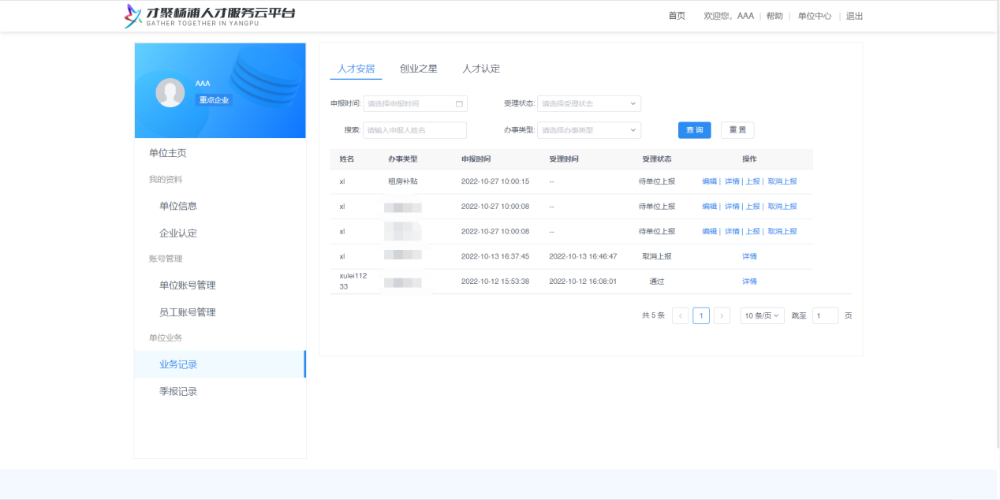 才聚杨浦人才服务云平台
GATHER TOGETHER IN YANGPU
首页 欢迎您，AAA | 帮助 | 单位中心 | 退出
AAA
重点企业
单位主页
我的资料
单位信息
企业认定
账号管理
单位账号管理
员工账号管理
单位业务
业务记录
季报记录
人才安居 创业之星 人才认定
申报时间: 请选择申报时间 受理状态: 请选择受理状态
搜索: 请输入申报人姓名 办事类型: 请选择办事类型 查 询 重 置
姓名 办事类型 申报时间 受理时间 受理状态 操作
xl 租房补贴 2022-10-27 10:00:15 -- 待单位上报 编辑 | 详情 | 上报 | 取消上报
xl 2022-10-27 10:00:08 -- 待单位上报 编辑 | 详情 | 上报 | 取消上报
xl 2022-10-27 10:00:08 -- 待单位上报 编辑 | 详情 | 上报 | 取消上报
xl 2022-10-13 16:37:45 2022-10-13 16:46:47 取消上报 详情
xulei112
33 2022-10-12 15:53:38 2022-10-12 16:08:01 通过 详情
共 5 条 < 1 > 10 条/页 跳至 1 页